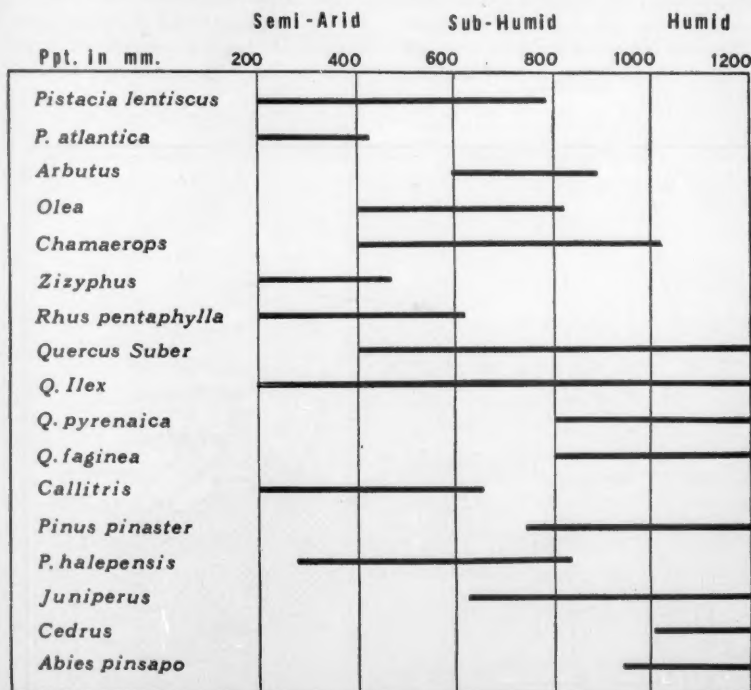 Semi-Arid Sub-Humid Humid
Ppt. in mm. 200 400 600 800 1000 1200
Pistacia lentiscus
P. atlantica
Arbutus
Olea
Chamaerops
Zizyphus
Rhus pentaphylla
Quercus Suber
Q. Ilex
Q. pyrenaica
Q. faginea
Callitris
Pinus pinaster
P. halepensis
Juniperus
Cedrus
Abies pinsapo